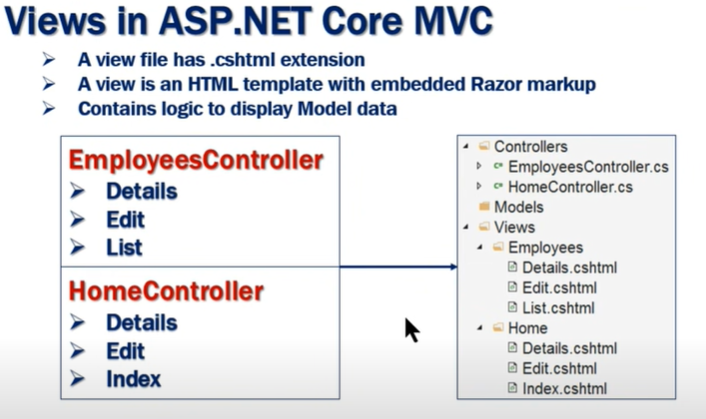 Views in ASP.NET Core MVC
A view file has .cshtml extension
A view is an HTML template with embedded Razor markup
Contains logic to display Model data
EmployeesController
Details
Edit
List
HomeController
Details
Edit
Index
Controllers
C# EmployeesController.cs
C# HomeController.cs
Models
Views
Employees
Details.cshtml
Edit.cshtml
List.cshtml
Home
Details.cshtml
Edit.cshtml
Index.cshtml